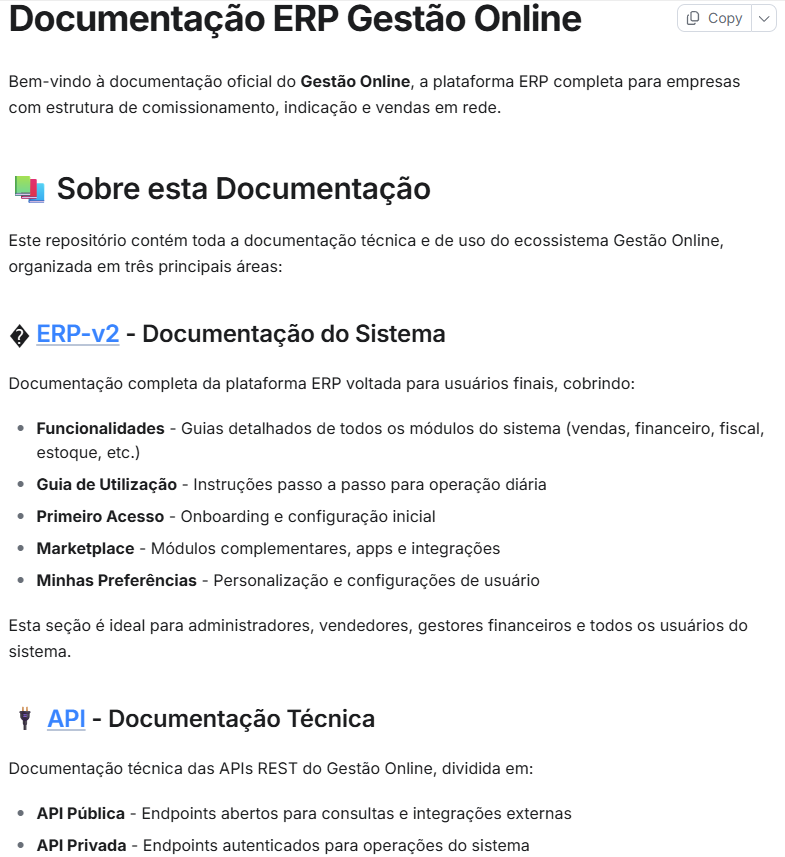 Documentação ERP Gestão Online
Copy
Bem-vindo à documentação oficial do Gestão Online, a plataforma ERP completa para empresas
com estrutura de comissionamento, indicação e vendas em rede.
📚 Sobre esta Documentação
Este repositório contém toda a documentação técnica e de uso do ecossistema Gestão Online,
organizada em três principais áreas:
� ERP-v2 - Documentação do Sistema
Documentação completa da plataforma ERP voltada para usuários finais, cobrindo:
• Funcionalidades - Guias detalhados de todos os módulos do sistema (vendas, financeiro, fiscal,
estoque, etc.)
• Guia de Utilização - Instruções passo a passo para operação diária
• Primeiro Acesso - Onboarding e configuração inicial
• Marketplace - Módulos complementares, apps e integrações
• Minhas Preferências - Personalização e configurações de usuário
Esta seção é ideal para administradores, vendedores, gestores financeiros e todos os usuários do
sistema.
🔌 API - Documentação Técnica
Documentação técnica das APIs REST do Gestão Online, dividida em:
• API Pública - Endpoints abertos para consultas e integrações externas
• API Privada - Endpoints autenticados para operações do sistema